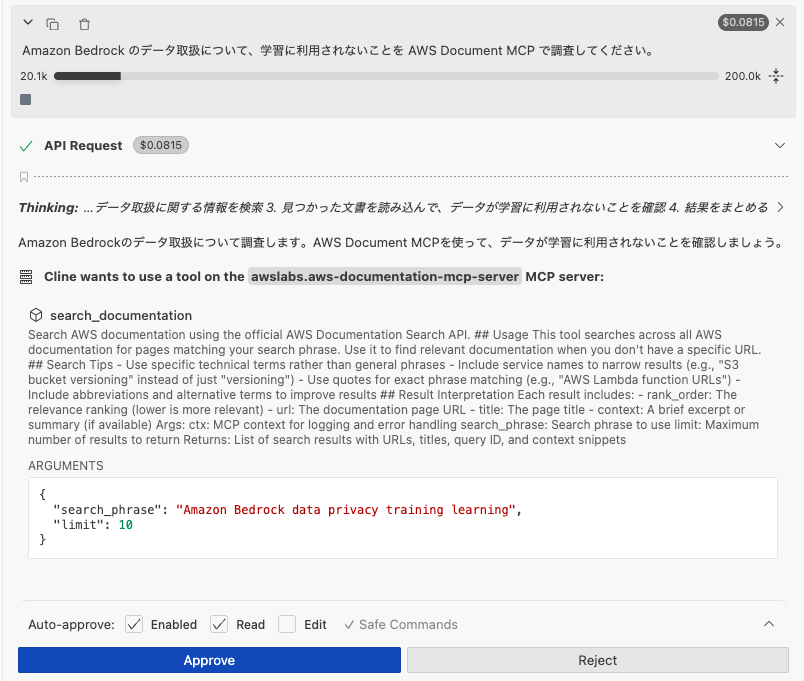 $0.0815
Amazon Bedrock のデータ取扱について、学習に利用されないことを AWS Document MCP で調査してください。
20.1k 200.0k
API Request $0.0815
Thinking: ...データ取扱に関する情報を検索 3. 見つかった文書を読み込んで、データが学習に利用されないことを確認 4. 結果をまとめる
Amazon Bedrockのデータ取扱について調査します。AWS Document MCPを使って、データが学習に利用されないことを確認しましょう。
Cline wants to use a tool on the awslabs.aws-documentation-mcp-server MCP server:
search_documentation
Search AWS documentation using the official AWS Documentation Search API. ## Usage This tool searches across all AWS
documentation for pages matching your search phrase. Use it to find relevant documentation when you don't have a specific URL.
## Search Tips - Use specific technical terms rather than general phrases - Include service names to narrow results (e.g., "S3
bucket versioning" instead of just "versioning") - Use quotes for exact phrase matching (e.g., "AWS Lambda function URLs") -
Include abbreviations and alternative terms to improve results ## Result Interpretation Each result includes: - rank_order: The
relevance ranking (lower is more relevant) - url: The documentation page URL - title: The page title - context: A brief excerpt or
summary (if available) Args: ctx: MCP context for logging and error handling search_phrase: Search phrase to use limit: Maximum
number of results to return Returns: List of search results with URLs, titles, query ID, and context snippets
ARGUMENTS
{
"search_phrase": "Amazon Bedrock data privacy training learning",
"limit": 10
}
Auto-approve: Enabled Read Edit Safe Commands
Approve Reject